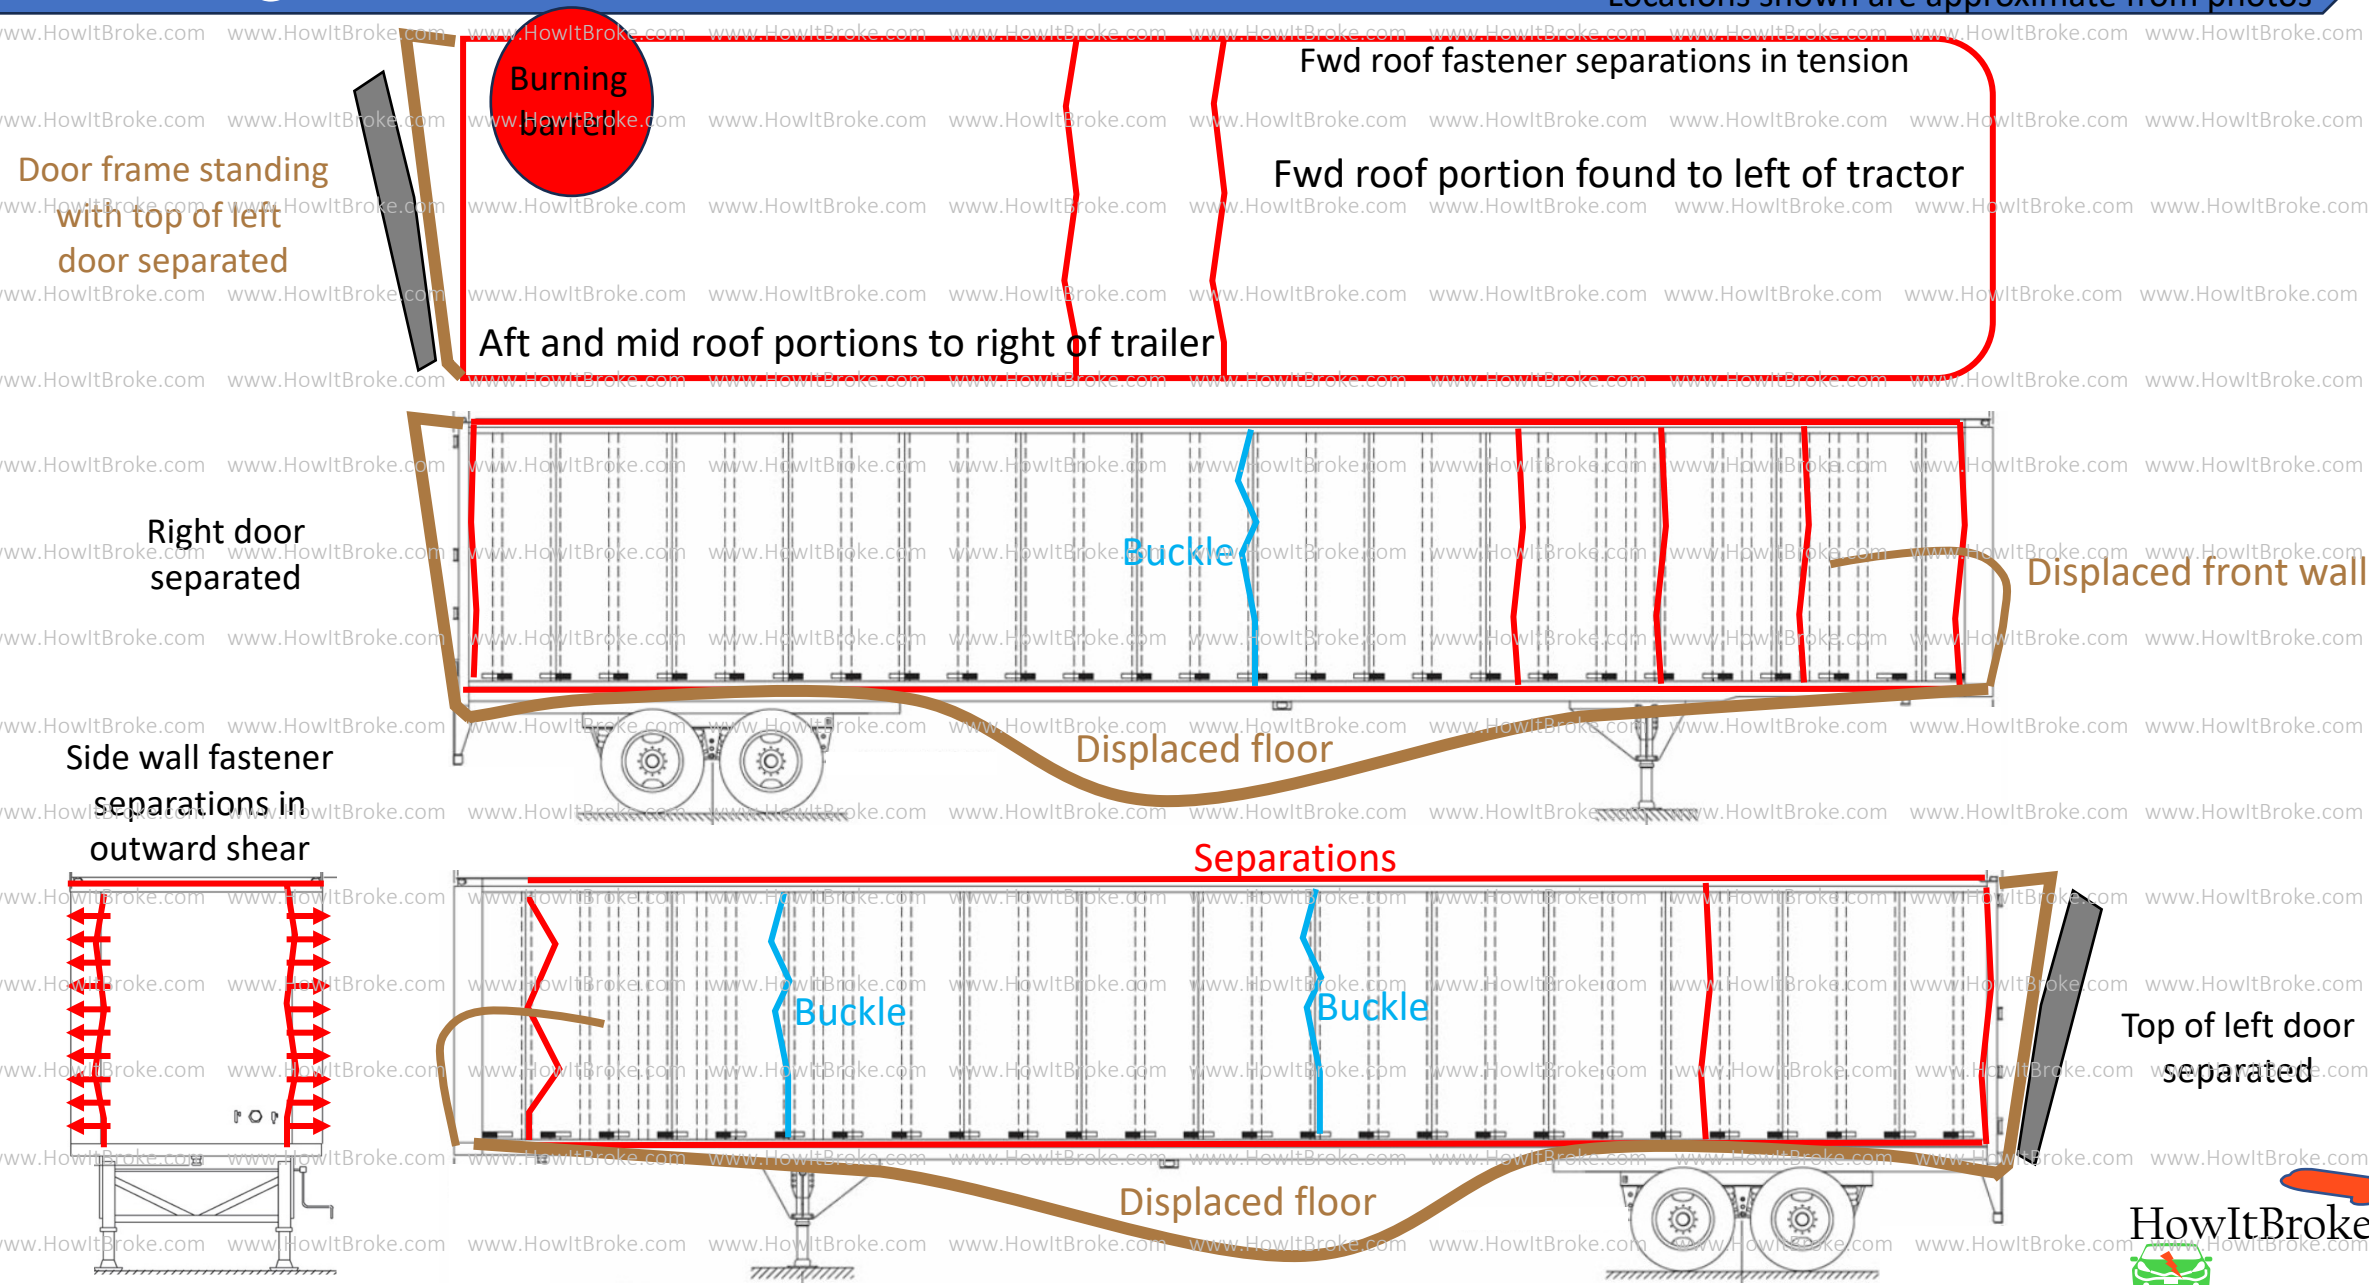 Locations shown are approximate from photos
Burning
barrell
Fwd roof fastener separations in tension
Door frame standing
with top of left
door separated
Fwd roof portion found to left of tractor
Aft and mid roof portions to right of trailer
Right door
separated
Buckle
Displaced front wall
Displaced floor
Side wall fastener
separations in
outward shear
Separations
Buckle
Buckle
Top of left door
separated
Displaced floor
HowItBroke
www.HowItBroke.com